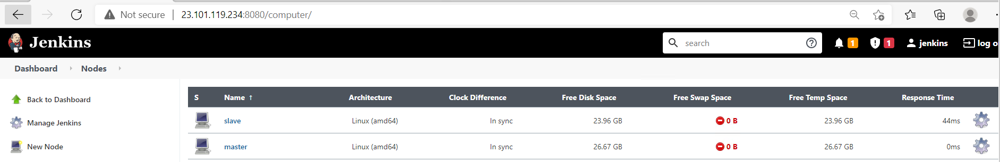 Not secure | 23.101.119.234:8080/computer/
Jenkins search 1 1 jenkins log o
Dashboard Nodes
Back to Dashboard
Manage Jenkins
New Node
S Name ↑ Architecture Clock Difference Free Disk Space Free Swap Space Free Temp Space Response Time
slave Linux (amd64) In sync 23.96 GB 0 B 23.96 GB 44ms
master Linux (amd64) In sync 26.67 GB 0 B 26.67 GB 0ms